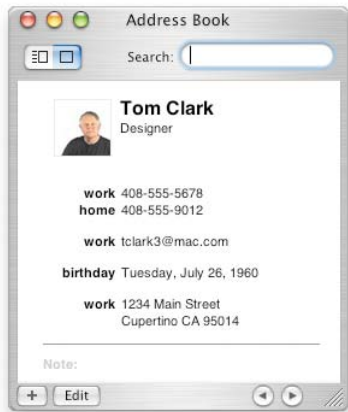 Address Book
Search:
Tom Clark
Designer
work 408-555-5678
home 408-555-9012
work tclark3@mac.com
birthday Tuesday, July 26, 1960
work 1234 Main Street
Cupertino CA 95014
Note:
+ Edit